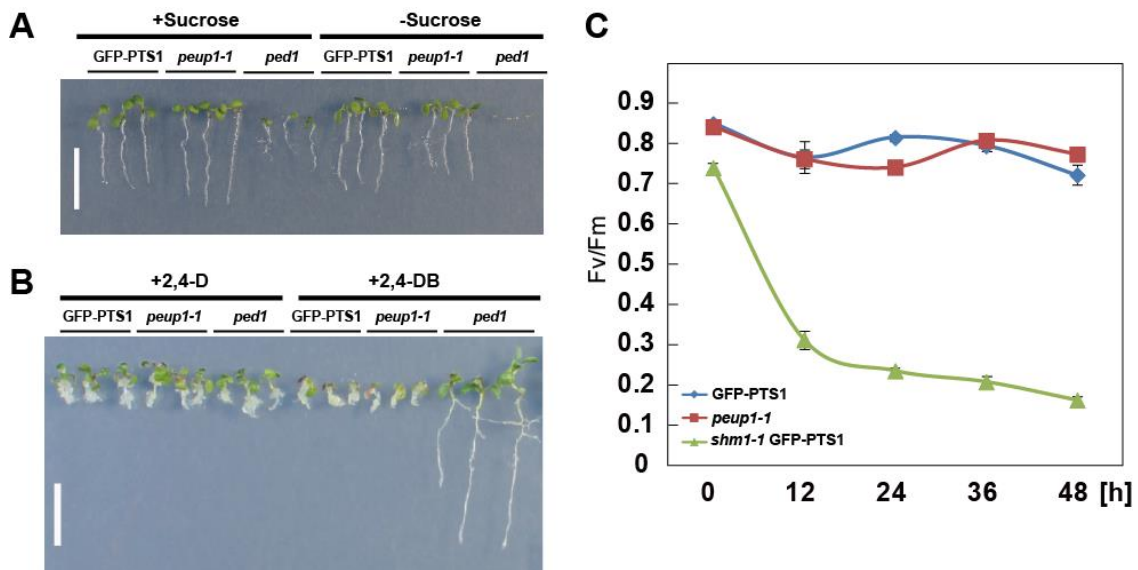 A
+Sucrose -Sucrose
GFP-PTS1 peup1-1 ped1 GFP-PTS1 peup1-1 ped1
B
+2,4-D +2,4-DB
GFP-PTS1 peup1-1 ped1 GFP-PTS1 peup1-1 ped1
C
Fv/Fm
0.9
0.8
0.7
0.6
0.5
0.4
0.3
0.2
0.1
0
GFP-PTS1
peup1-1
shm1-1 GFP-PTS1
0 12 24 36 48 [h]